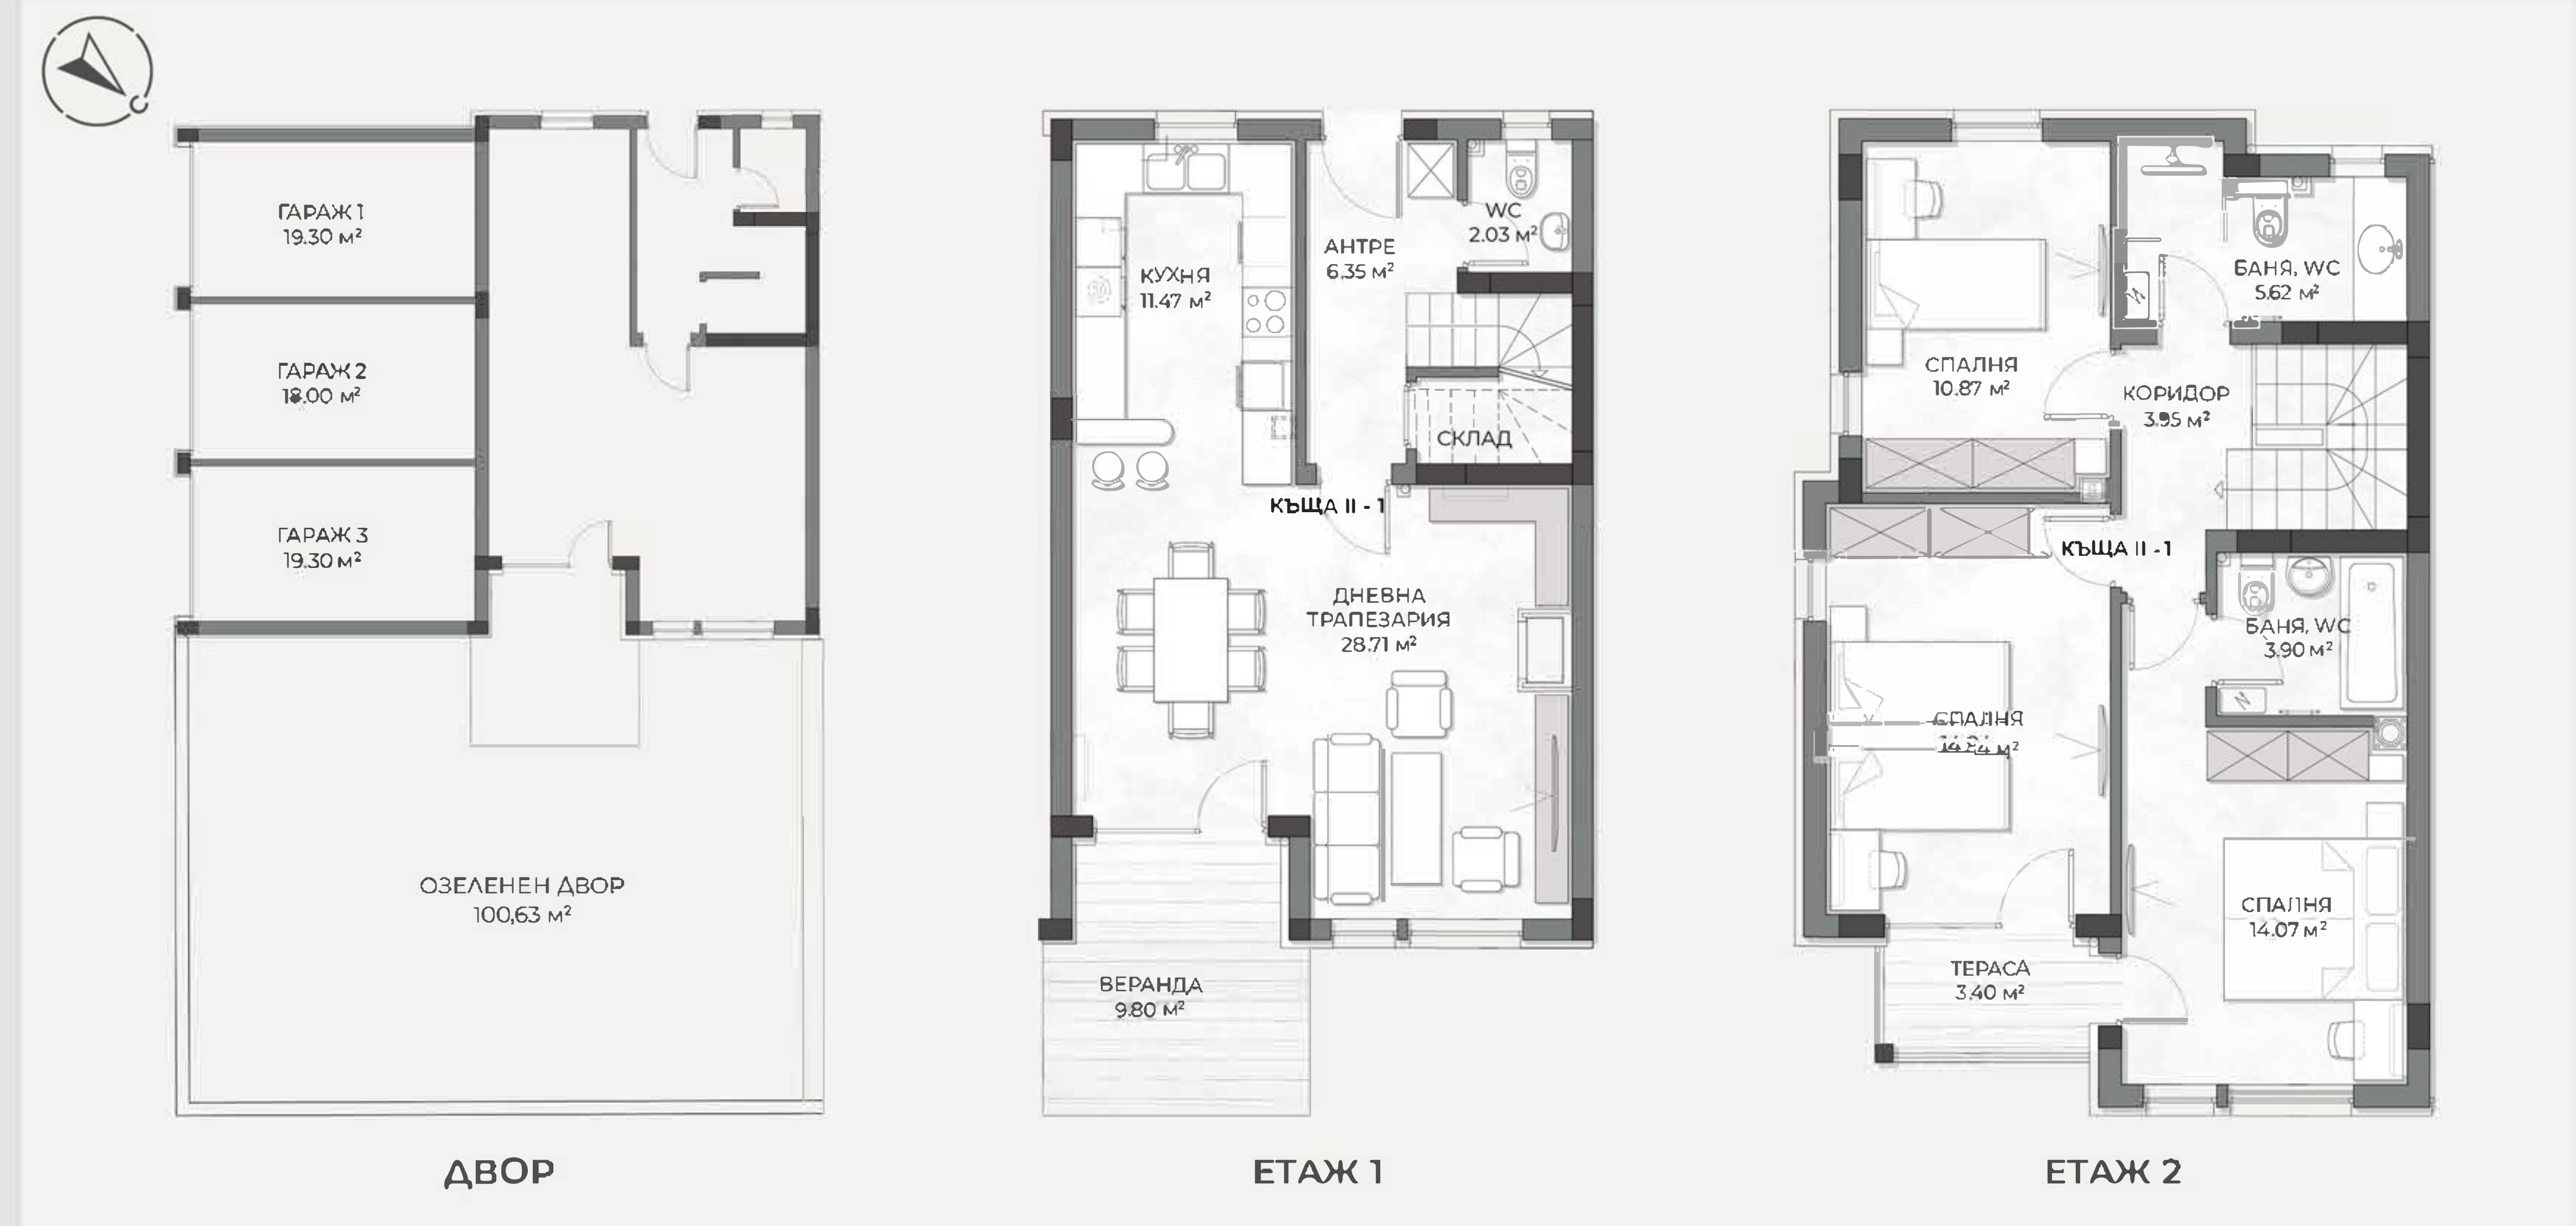 С
ГАРАЖ 1
19.30 м²
ГАРАЖ 2
18.00 м²
ГАРАЖ 3
19.30 м²
ОЗЕЛЕНЕН ДВОР
100,63 м²
ДВОР
КУХНЯ
11.47 м²
АНТРЕ
6.35 м²
WC
2.03 м²
СКЛАД
КЪЩА II - 1
ДНЕВНА
ТРАПЕЗАРИЯ
28.71 м²
ВЕРАНДА
9.80 м²
ЕТАЖ 1
СПАЛНЯ
10.87 м²
БАНЯ, WC
5.62 м²
КОРИДОР
3.95 м²
КЪЩА II - 1
БАНЯ, WC
3.90 м²
СПАЛНЯ
м²
СПАЛНЯ
14.07 м²
ТЕРАСА
3.40 м²
ЕТАЖ 2